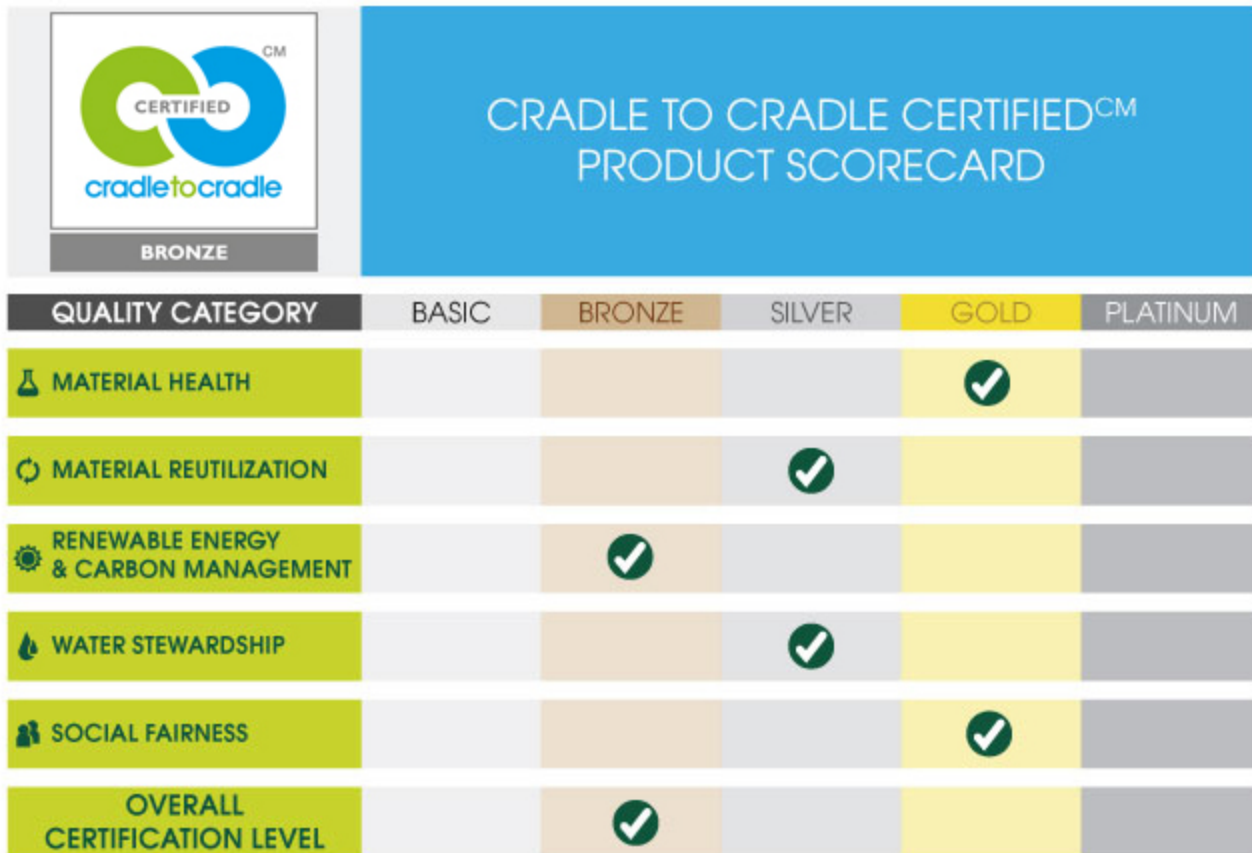 CM
CERTIFIED
cradletocradle
BRONZE
CRADLE TO CRADLE CERTIFIEDCM
PRODUCT SCORECARD
QUALITY CATEGORY BASIC BRONZE SILVER GOLD PLATINUM
MATERIAL HEALTH
MATERIAL REUTILIZATION
RENEWABLE ENERGY
& CARBON MANAGEMENT
WATER STEWARDSHIP
SOCIAL FAIRNESS
OVERALL
CERTIFICATION LEVEL